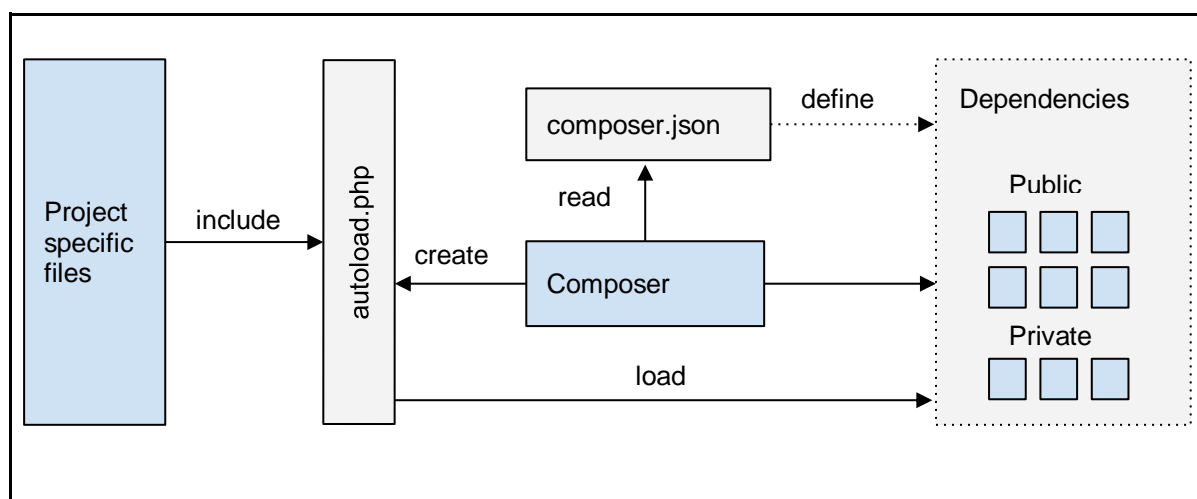 Project
specific
files
include
autoload.php
create
composer.json
read
Composer
load
define
Dependencies
Public
Private